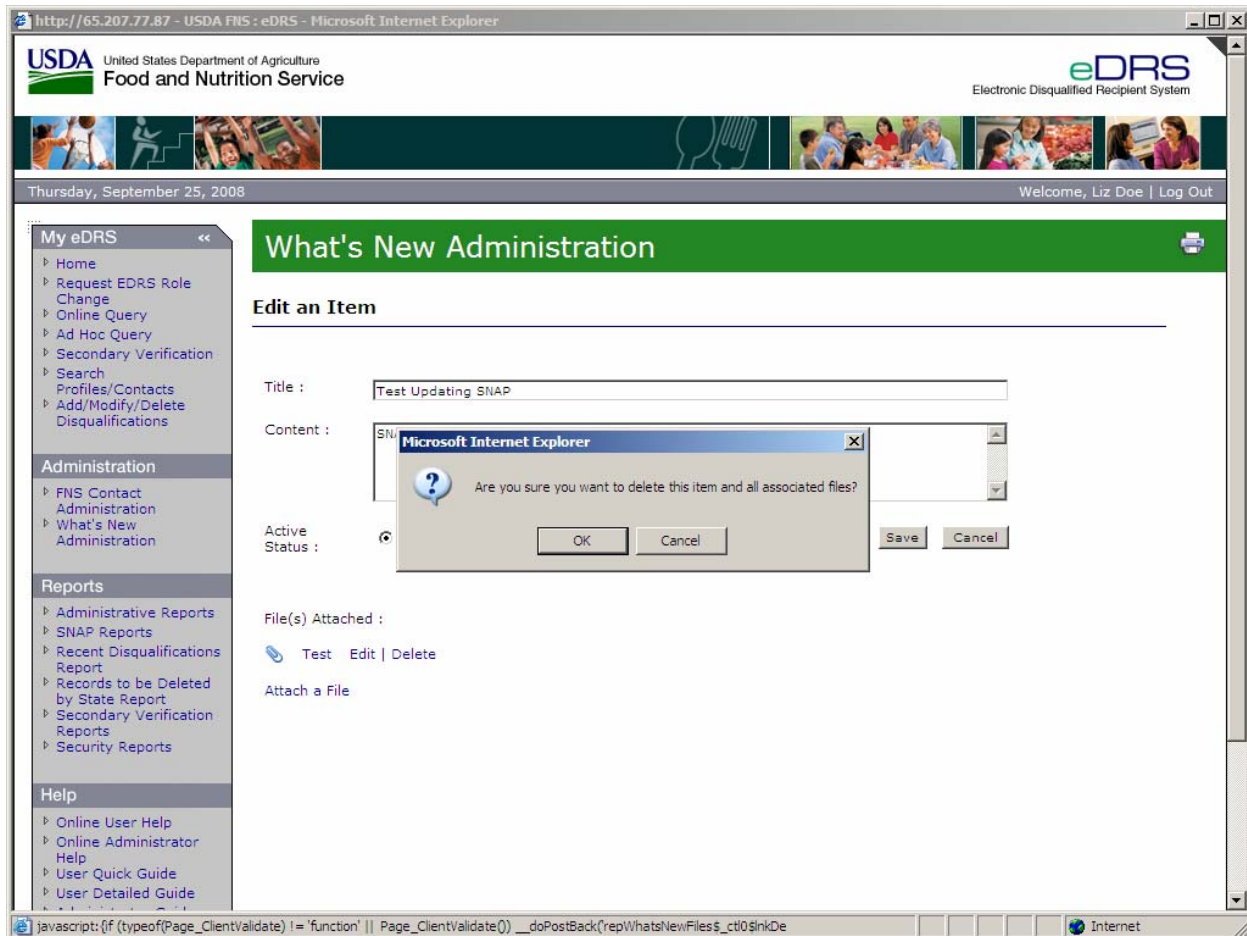 http://65.207.77.87 - USDA FNS : eDRS - Microsoft Internet Explorer
USDA
United States Department of Agriculture
Food and Nutrition Service
eDRS
Electronic Disqualified Recipient System
Thursday, September 25, 2008
Welcome, Liz Doe | Log Out
My eDRS <<
Home
Request EDRS Role
Change
Online Query
Ad Hoc Query
Secondary Verification
Search
Profiles/Contacts
Add/Modify/Delete
Disqualifications
Administration
FNS Contact
Administration
What's New
Administration
Reports
Administrative Reports
SNAP Reports
Recent Disqualifications
Report
Records to be Deleted
by State Report
Secondary Verification
Reports
Security Reports
Help
Online User Help
Online Administrator
Help
User Quick Guide
User Detailed Guide
What's New Administration
Edit an Item
Title :
Test Updating SNAP
Content :
Microsoft Internet Explorer
Are you sure you want to delete this item and all associated files?
OK Cancel
Active
Status :
Save Cancel
File(s) Attached :
Test Edit | Delete
Attach a File
javascript:{if (typeof(Page_ClientValidate) != 'function' || Page_ClientValidate()) __doPostBack('repWhatsNewFiles$_ctl0$lnkDe
Internet